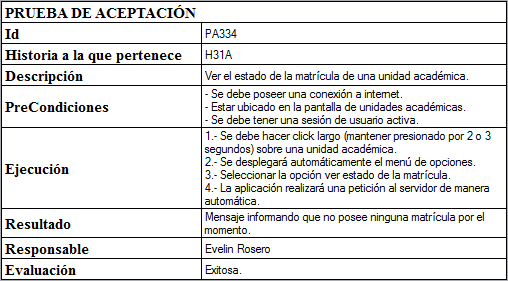 PRUEBA DE ACEPTACIÓN
Id PA334
Historia a la que pertenece H31A
Descripción Ver el estado de la matrícula de una unidad académica.
PreCondiciones
- Se debe poseer una conexión a internet.
- Estar ubicado en la pantalla de unidades académicas.
- Se debe tener una sesión de usuario activa.
Ejecución
1.- Se debe hacer click largo (mantener presionado por 2 o 3
segundos) sobre una unidad académica.
2.- Se desplegará automáticamente el menú de opciones.
3.- Seleccionar la opción ver estado de la matrícula.
4.- La aplicación realizará una petición al servidor de manera
automática.
Resultado
Mensaje informando que no posee ninguna matrícula por el
momento.
Responsable Evelin Rosero
Evaluación Exitosa.